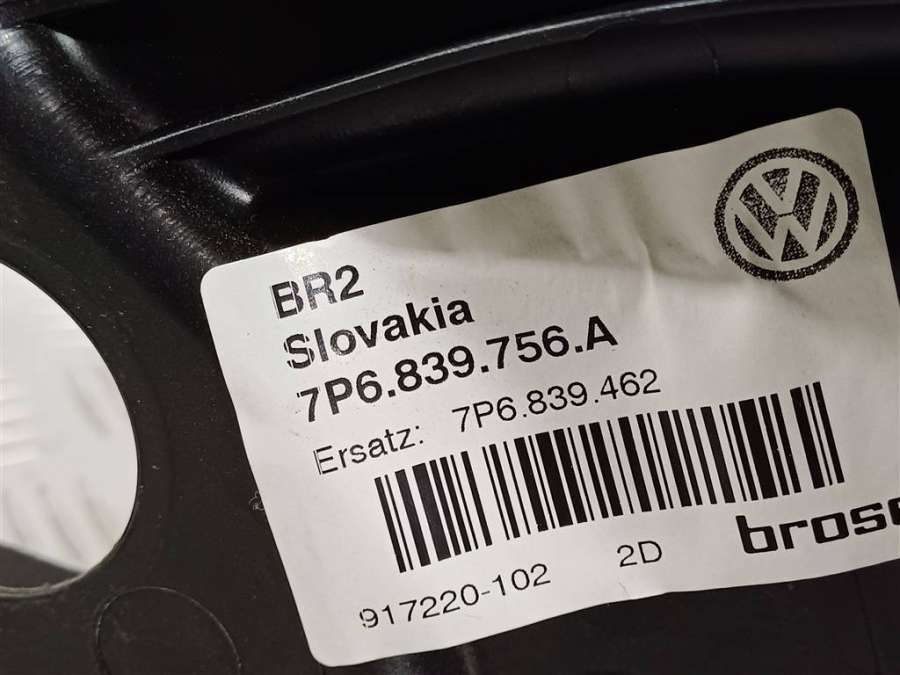 BR2
Slovakia
7P6.839.756.A
Ersatz: 7P6.839.462
917220-102 2D brose